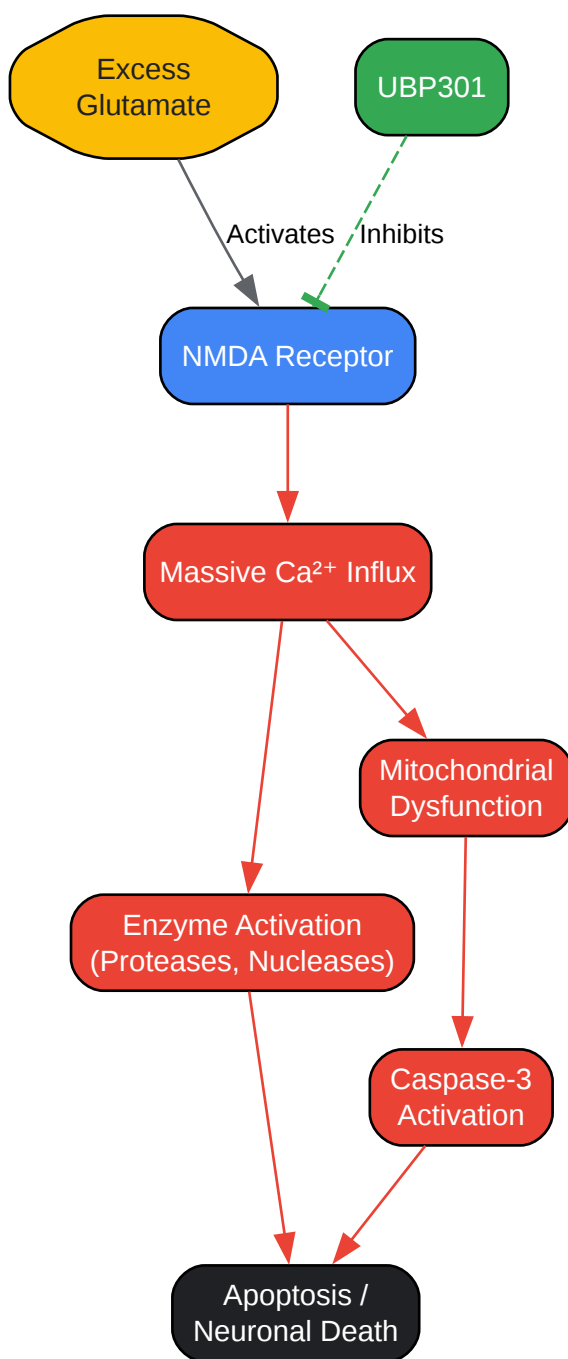 Excess
Glutamate
UBP301
Activates
Inhibits
NMDA Receptor
Massive Ca²⁺ Influx
Mitochondrial
Dysfunction
Enzyme Activation
(Proteases, Nucleases)
Caspase-3
Activation
Apoptosis /
Neuronal Death